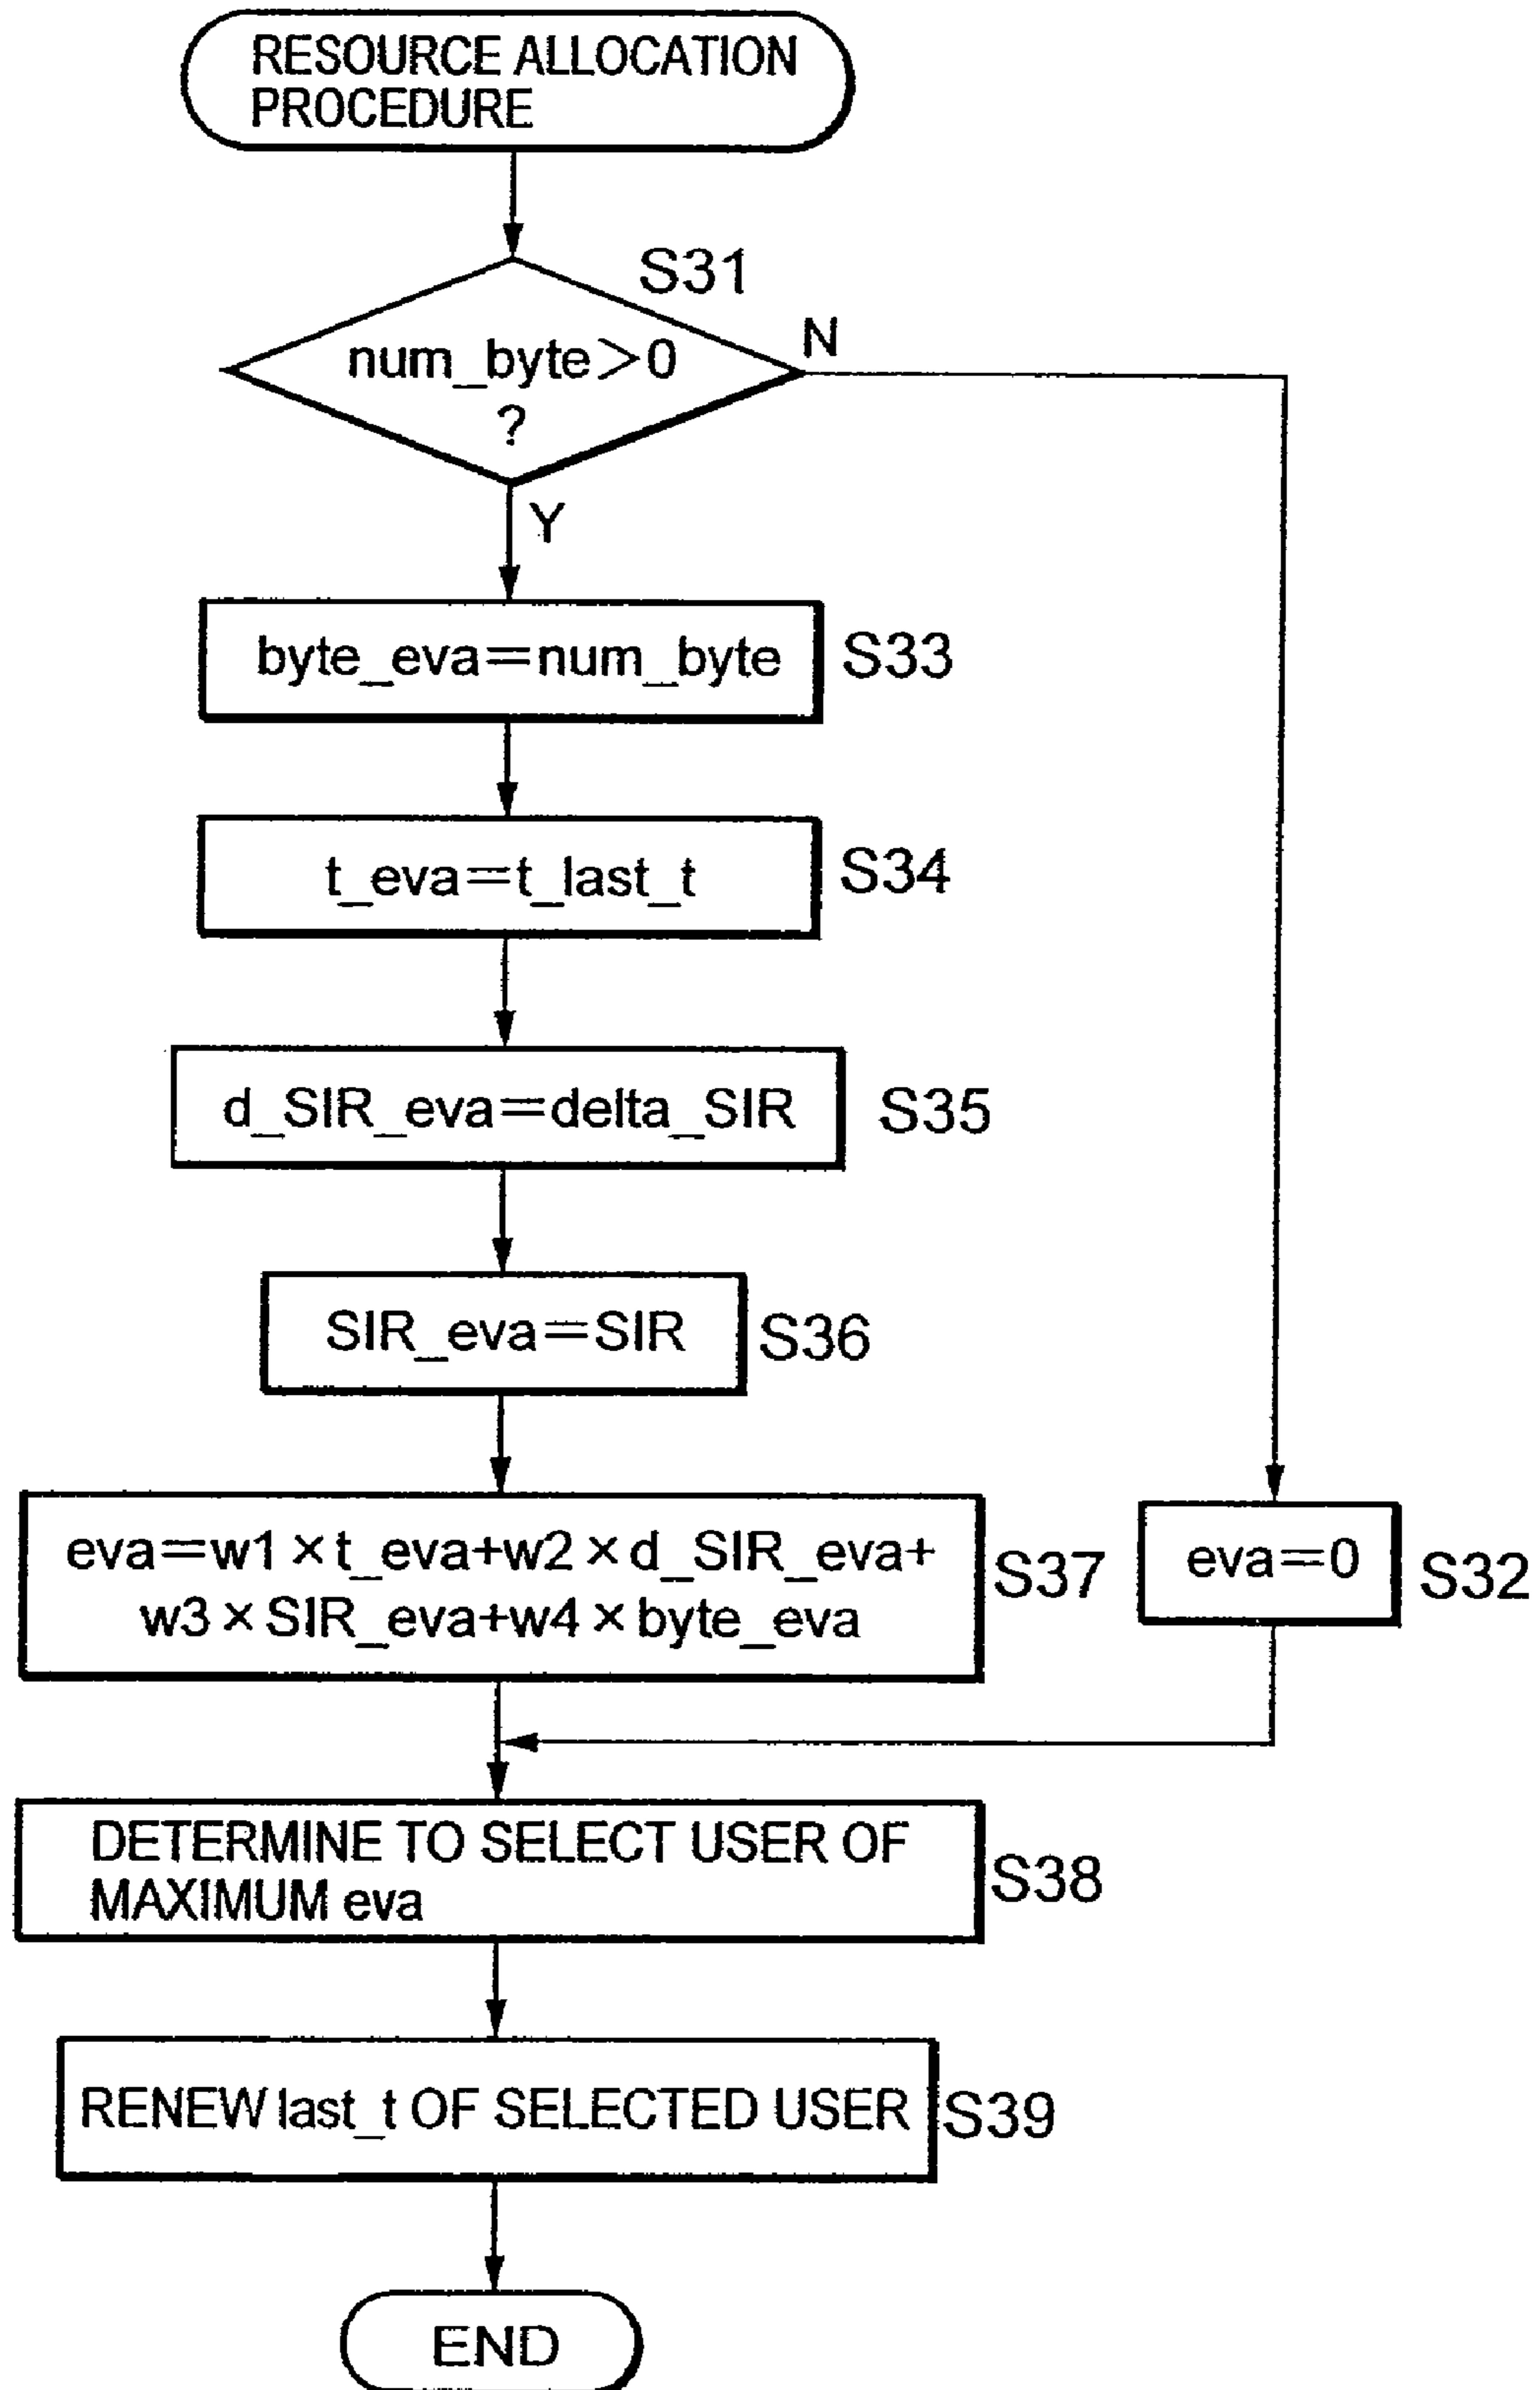 RESOURCE ALLOCATION
PROCEDURE
S31
num_byte>0
?
N
Y
byte_eva=num_byte
S33
t_eva=t_last_t
S34
d_SIR_eva=delta_SIR
S35
SIR_eva=SIR
S36
eva=w1×t_eva+w2×d_SIR_eva+
w3×SIR_eva+w4×byte_eva
S37
eva=0
S32
DETERMINE TO SELECT USER OF
MAXIMUM eva
S38
RENEW last_t OF SELECTED USER
S39
END